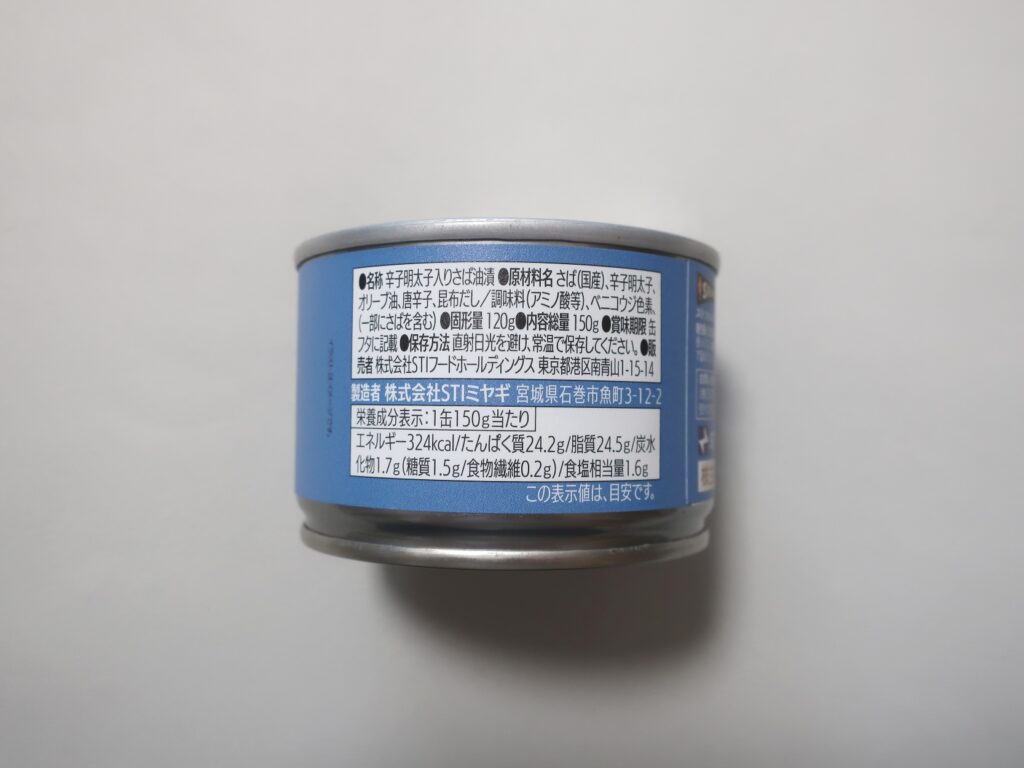 ●名称 辛子明太子入りさば油漬 ●原材料名 さば(国産)、辛子明太子、
オリーブ油、唐辛子、昆布だし／調味料(アミノ酸等)、ベニコウジ色素、
(一部にさばを含む) ●固形量 120g ●内容総量 150g ●賞味期限 缶
フタに記載 ●保存方法 直射日光を避け、常温で保存してください。 ●販
売者 株式会社STIフードホールディングス 東京都港区南青山1-15-14
製造者 株式会社STIミヤギ 宮城県石巻市魚町3-12-2
栄養成分表示：1缶150g当たり
エネルギー324kcal/たんぱく質24.2g/脂質24.5g/炭水
化物1.7g(糖質1.5g/食物繊維0.2g)/食塩相当量1.6g
この表示値は、目安です。